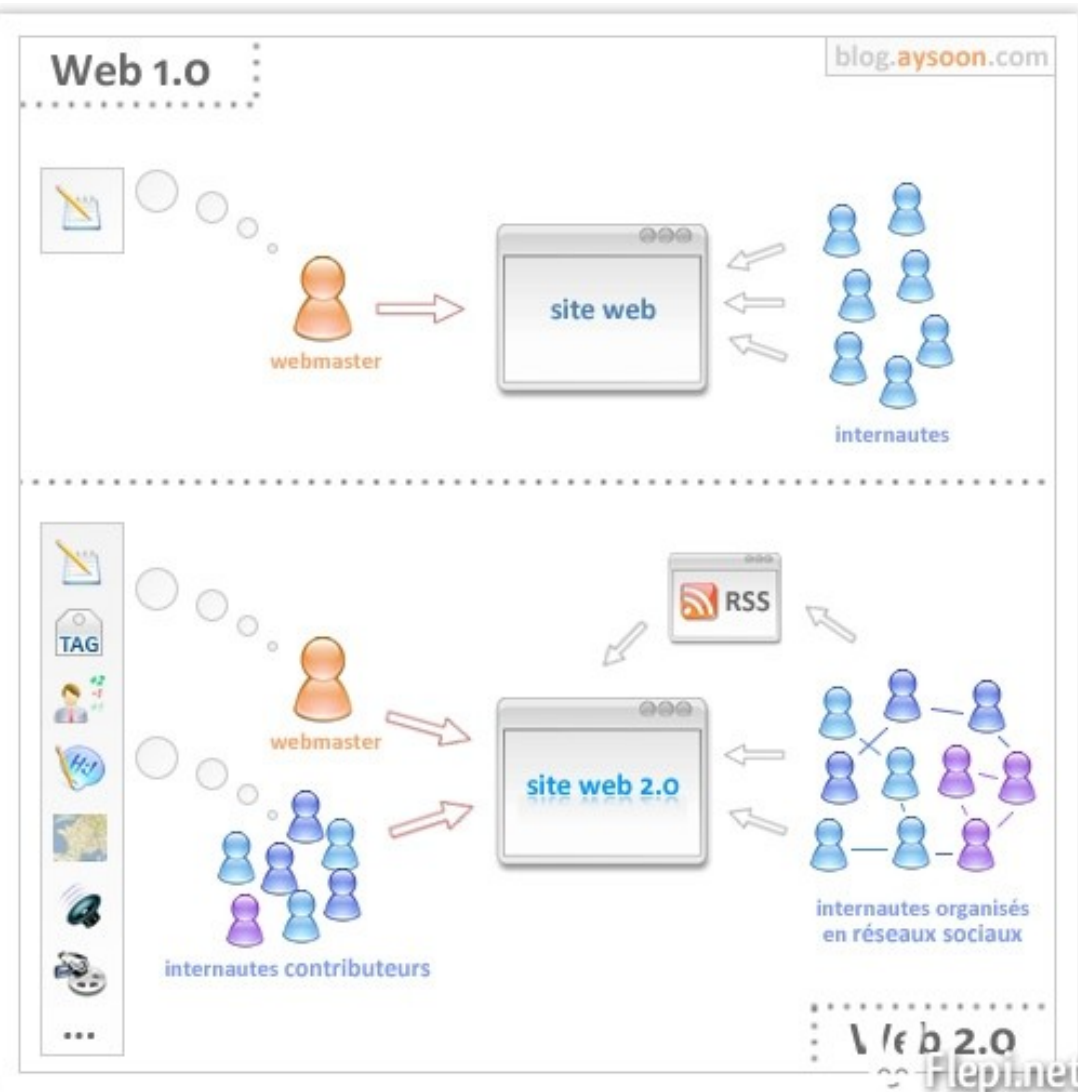 Web 1.0
blog.aysoon.com
site web
webmaster
internautes
RSS
TAG
webmaster
Hi!
site web 2.0
internautes organisés
en réseaux sociaux
internautes contributeurs
...
Web 2.0
Flepi.net